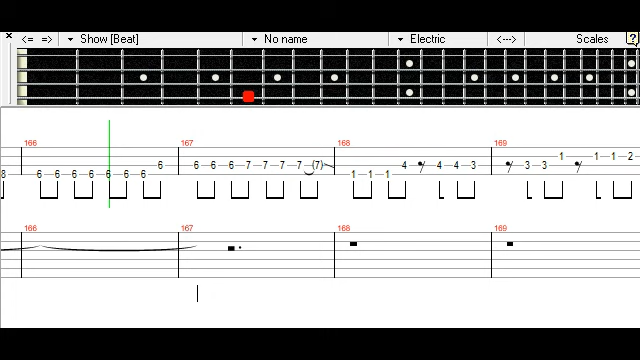 × <= => ▾ Show [Beat] ▾ No name ▾ Electric <···> Scales ?
166 167 168 169
6
6 6 6 7 7 7 7 (7) 4 4 4 3 3 3 1 1 1 2
8 6 6 6 6 6 6 6 1 1 1
166 167 168 169